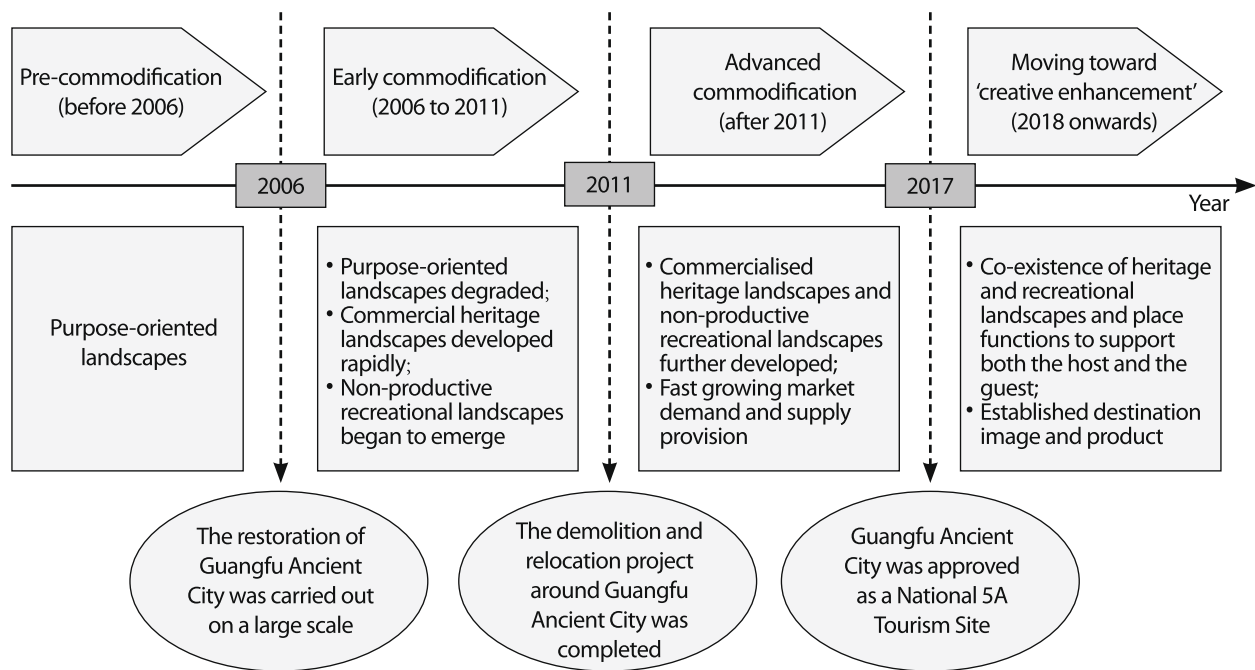 Pre-commodification
(before 2006)
Early commodification
(2006 to 2011)
Advanced
commodification
(after 2011)
Moving toward
‘creative enhancement’
(2018 onwards)
2006
2011
2017
Year
Purpose-oriented
landscapes
• Purpose-oriented
landscapes degraded;
• Commercial heritage
landscapes developed
rapidly;
• Non-productive
recreational landscapes
began to emerge
• Commercialised
heritage landscapes and
non-productive
recreational landscapes
further developed;
• Fast growing market
demand and supply
provision
• Co-existence of heritage
and recreational
landscapes and place
functions to support
both the host and the
guest;
• Established destination
image and product
The restoration of
Guangfu Ancient
City was carried out
on a large scale
The demolition and
relocation project
around Guangfu
Ancient City was
completed
Guangfu Ancient
City was approved
as a National 5A
Tourism Site